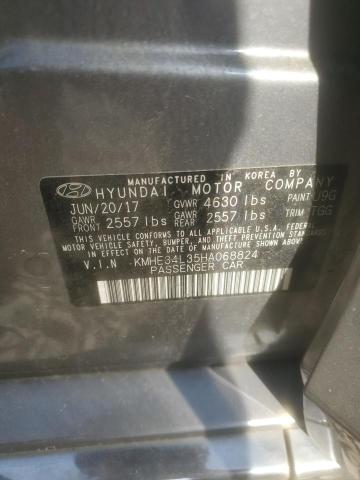 MANUFACTURED IN KOREA BY
HYUNDAI MOTOR COMPANY
JUN/20/17 GVWR 4630 lbs PAINT U9G
GAWR FRONT 2557 lbs GAWR REAR 2557 lbs TRIM TGG
THIS VEHICLE CONFORMS TO ALL APPLICABLE U.S.A. FEDERAL
MOTOR VEHICLE SAFETY, BUMPER, AND THEFT PREVENTION
STANDARDS IN EFFECT ON THE DATE OF
MANUFACTURE SHOWN ABOVE.
V.I.N KMHE34L35HA068824
PASSENGER CAR